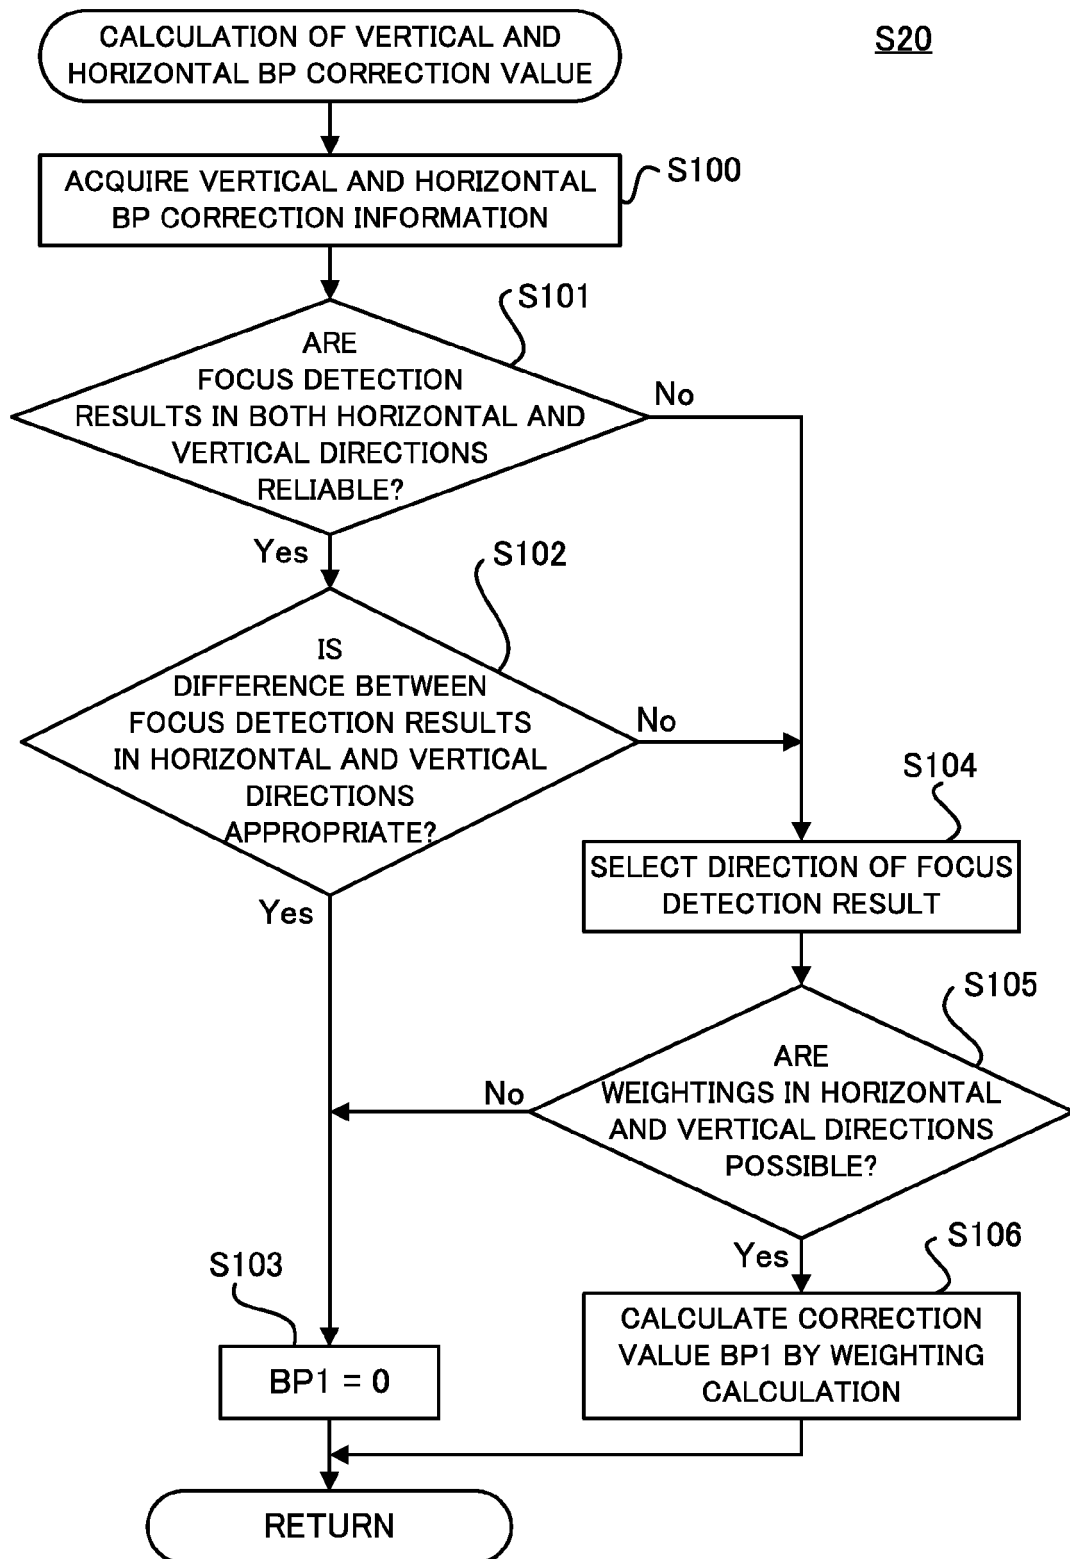 CALCULATION OF VERTICAL AND
HORIZONTAL BP CORRECTION VALUE
S20
ACQUIRE VERTICAL AND HORIZONTAL
BP CORRECTION INFORMATION
S100
S101
ARE
FOCUS DETECTION
RESULTS IN BOTH HORIZONTAL AND
VERTICAL DIRECTIONS
RELIABLE?
No
Yes
S102
IS
DIFFERENCE BETWEEN
FOCUS DETECTION RESULTS
IN HORIZONTAL AND VERTICAL
DIRECTIONS
APPROPRIATE?
No
Yes
S104
SELECT DIRECTION OF FOCUS
DETECTION RESULT
S105
ARE
WEIGHTINGS IN HORIZONTAL
AND VERTICAL DIRECTIONS
POSSIBLE?
No
Yes
S106
CALCULATE CORRECTION
VALUE BP1 BY WEIGHTING
CALCULATION
S103
BP1 = 0
RETURN